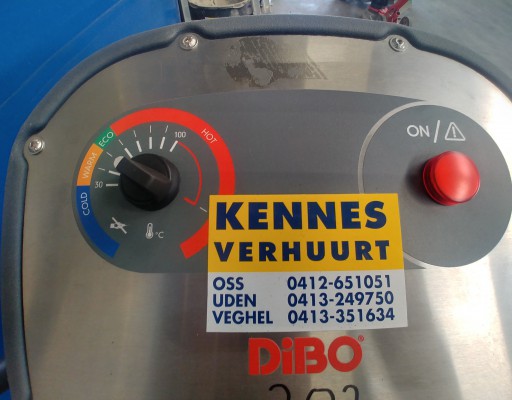 COLD
WARM
ECO
HOT
30
100
°C
ON/⚠
KENNES
VERHUURT
OSS 0412-651051
UDEN 0413-249750
VEGHEL 0413-351634
DiBO®